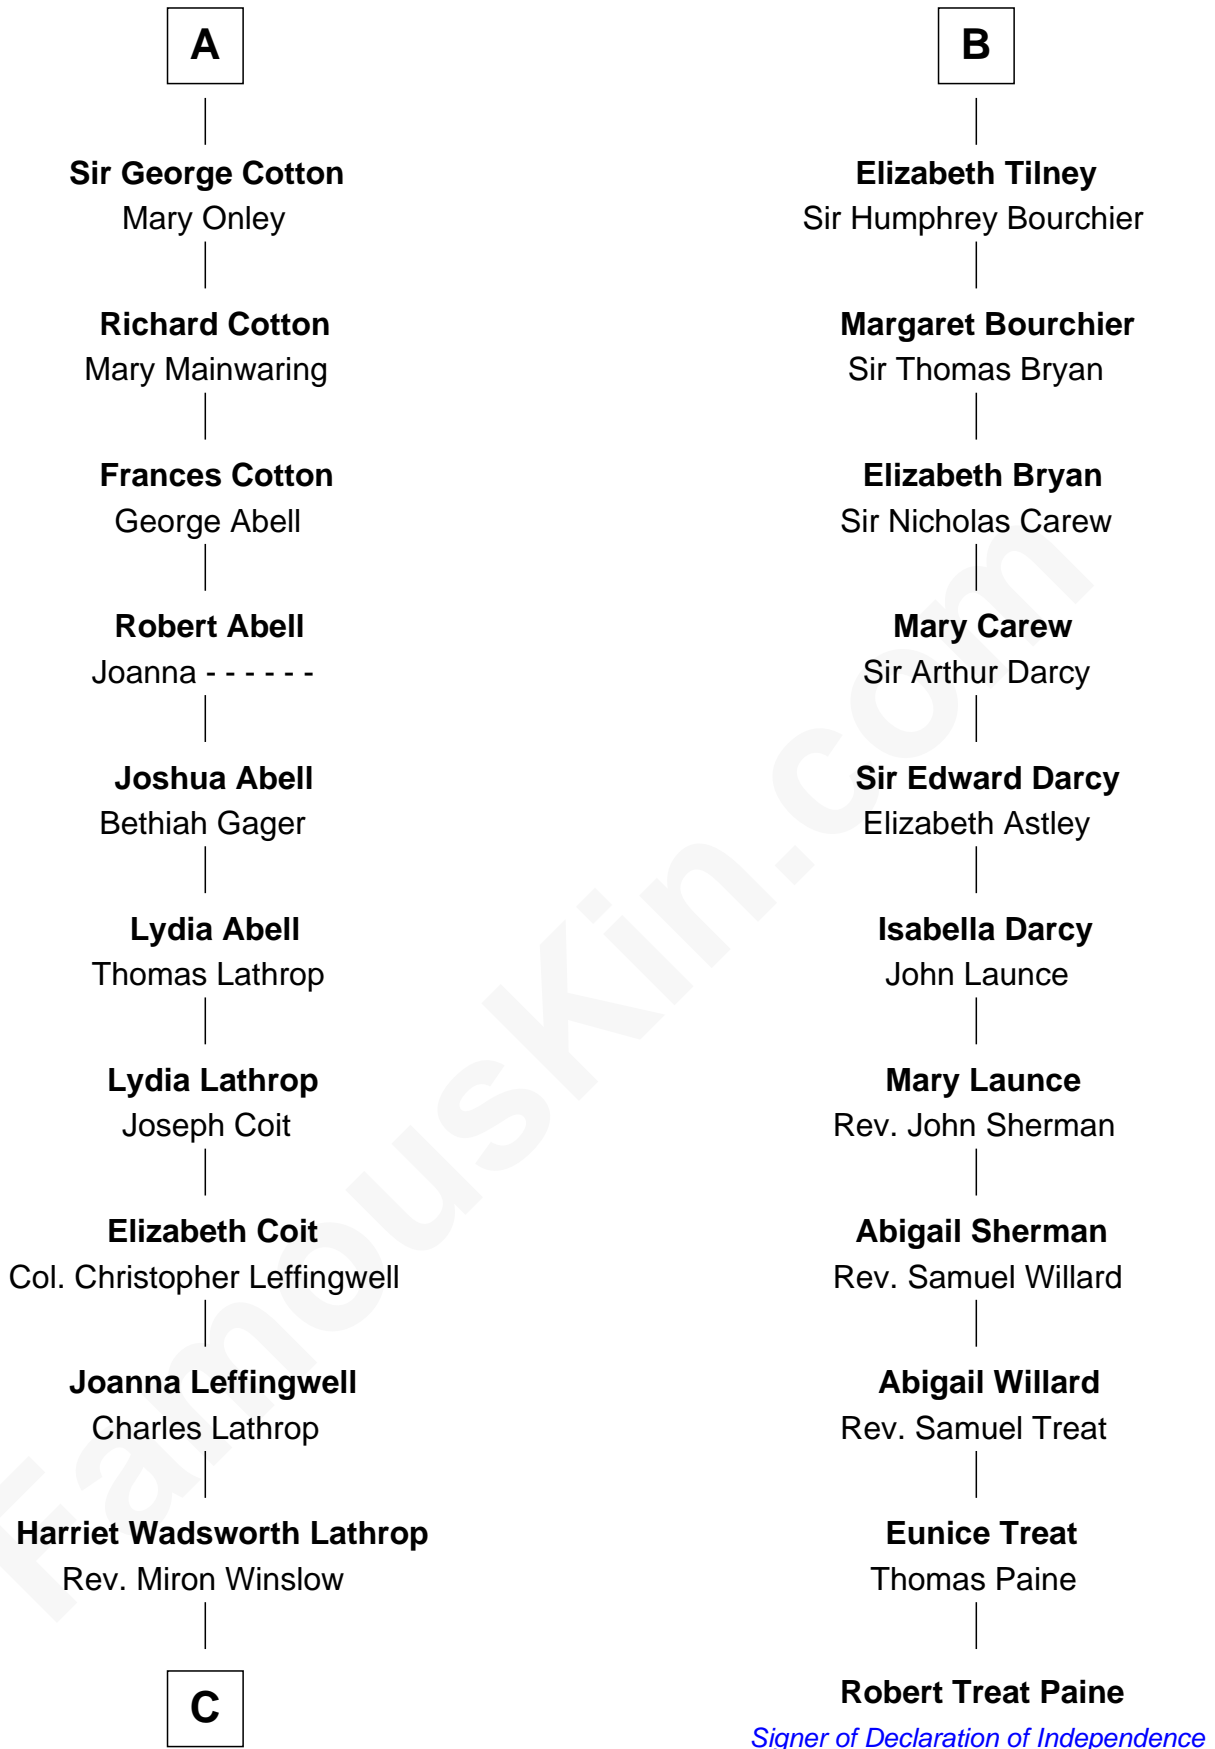 A
Sir George Cotton
Mary Onley
Richard Cotton
Mary Mainwaring
Frances Cotton
George Abell
Robert Abell
Joanna - - - - - -
Joshua Abell
Bethiah Gager
Lydia Abell
Thomas Lathrop
Lydia Lathrop
Joseph Coit
Elizabeth Coit
Col. Christopher Leffingwell
Joanna Leffingwell
Charles Lathrop
Harriet Wadsworth Lathrop
Rev. Miron Winslow
C
B
Elizabeth Tilney
Sir Humphrey Bourchier
Margaret Bourchier
Sir Thomas Bryan
Elizabeth Bryan
Sir Nicholas Carew
Mary Carew
Sir Arthur Darcy
Sir Edward Darcy
Elizabeth Astley
Isabella Darcy
John Launce
Mary Launce
Rev. John Sherman
Abigail Sherman
Rev. Samuel Willard
Abigail Willard
Rev. Samuel Treat
Eunice Treat
Thomas Paine
Robert Treat Paine
Signer of Declaration of Independence
FamousKin.com